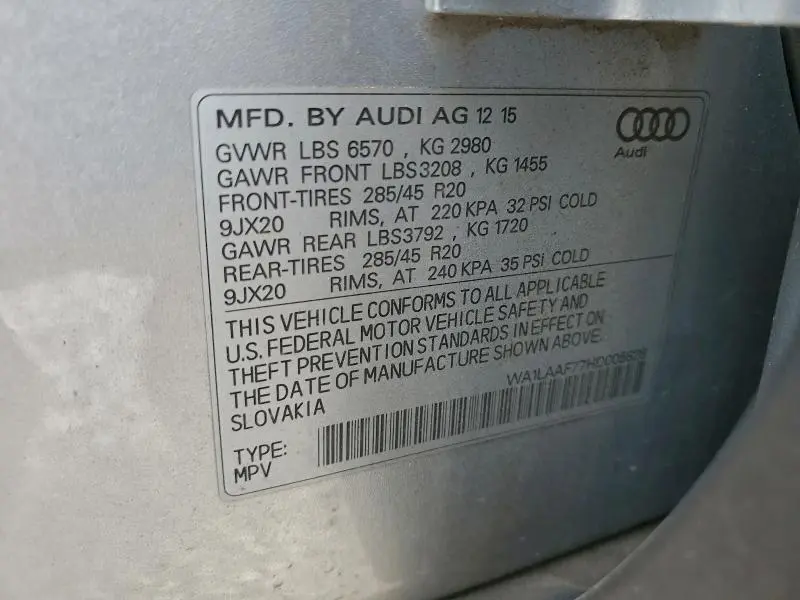 MFD. BY AUDI AG 12 15
Audi
GVWR LBS 6570 , KG 2980
GAWR FRONT LBS3208 , KG 1455
FRONT-TIRES 285/45 R20
9JX20 RIMS, AT 220 KPA 32 PSI COLD
GAWR REAR LBS3792 , KG 1720
REAR-TIRES 285/45 R20
9JX20 RIMS, AT 240 KPA 35 PSI COLD
THIS VEHICLE CONFORMS TO ALL APPLICABLE
U.S. FEDERAL MOTOR VEHICLE SAFETY AND
THEFT PREVENTION STANDARDS IN EFFECT ON
THE DATE OF MANUFACTURE SHOWN ABOVE.
SLOVAKIA
TYPE:
MPV